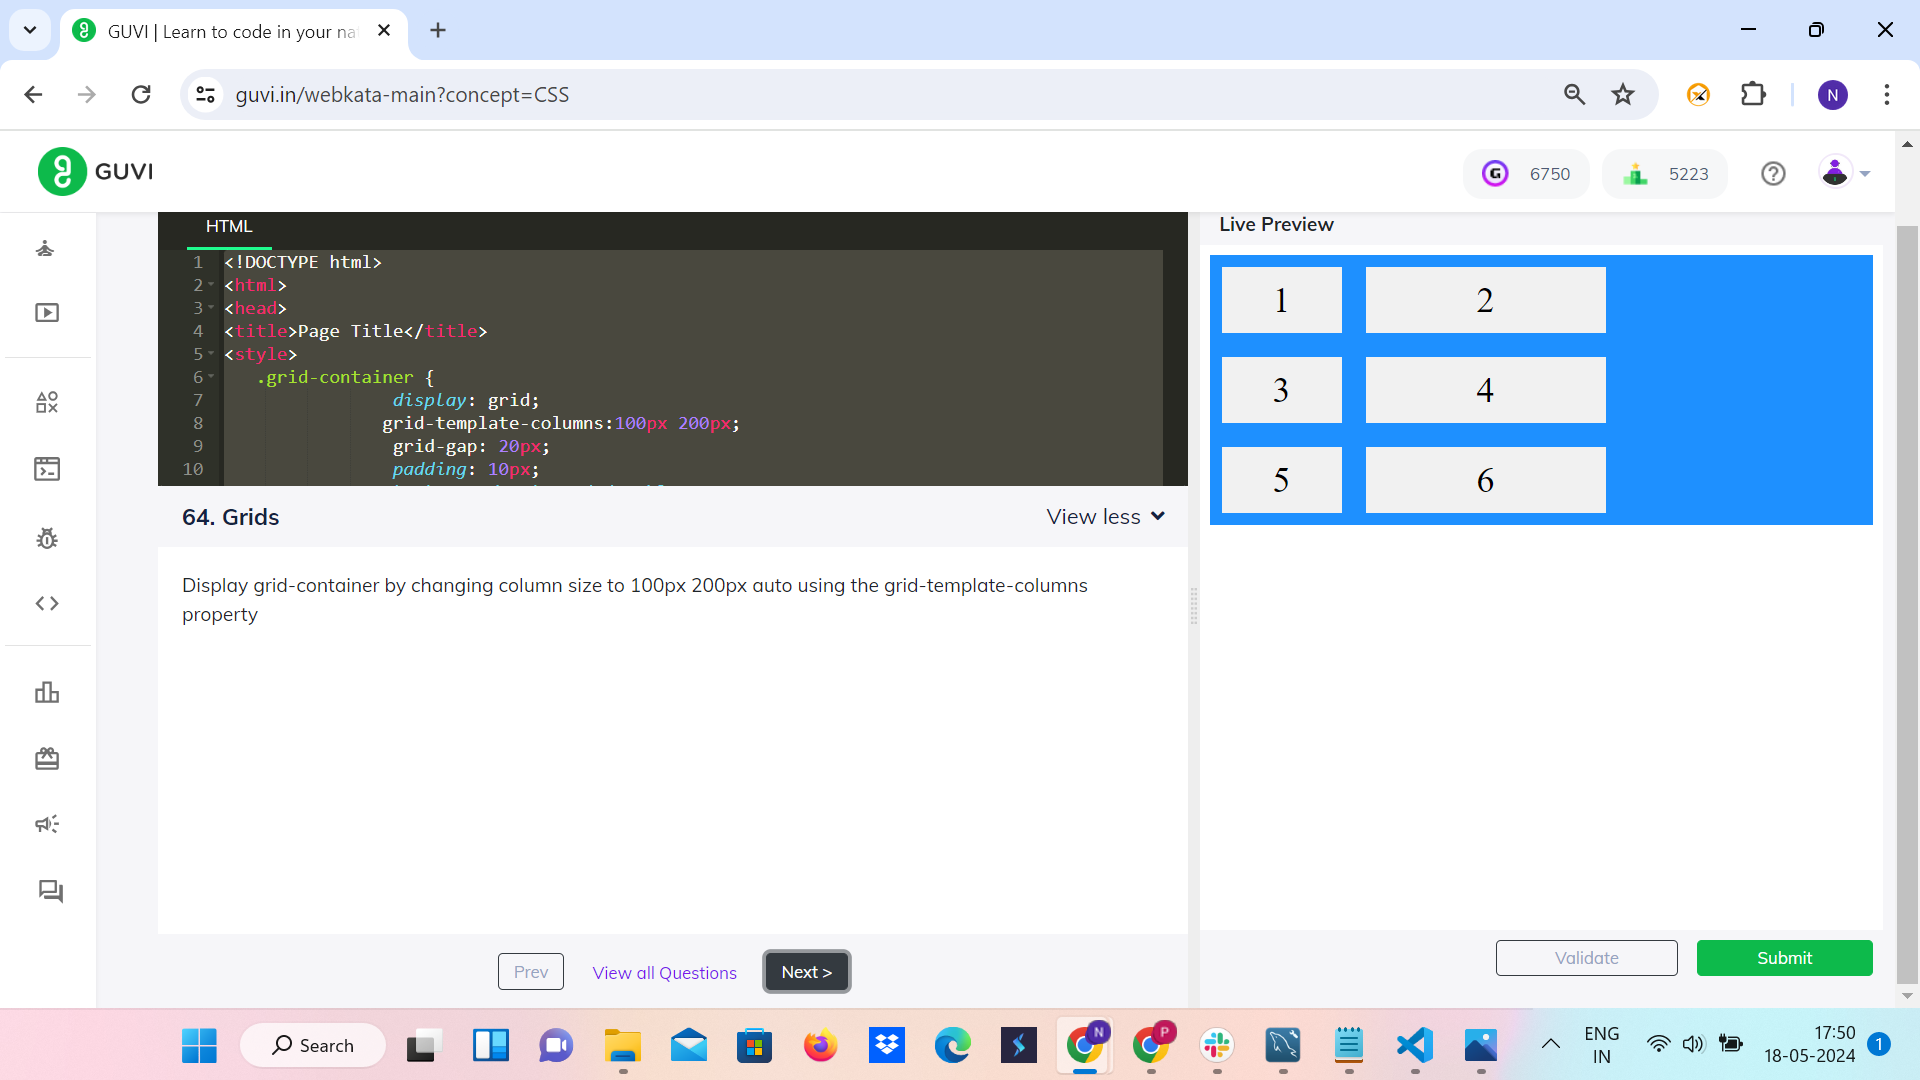 GUVI | Learn to code in your na
guvi.in/webkata-main?concept=CSS
N
GUVI
G
6750
5223
HTML
1 <!DOCTYPE html>
2 <html>
3 <head>
4 <title>Page Title</title>
5 <style>
6 .grid-container {
7 display: grid;
8 grid-template-columns:100px 200px;
9 grid-gap: 20px;
10 padding: 10px;
64. Grids
View less
Display grid-container by changing column size to 100px 200px auto using the grid-template-columns
property
Prev
View all Questions
Next >
Live Preview
1 2
3 4
5 6
Validate
Submit
Search
N
P
ENG
IN
17:50
18-05-2024
1